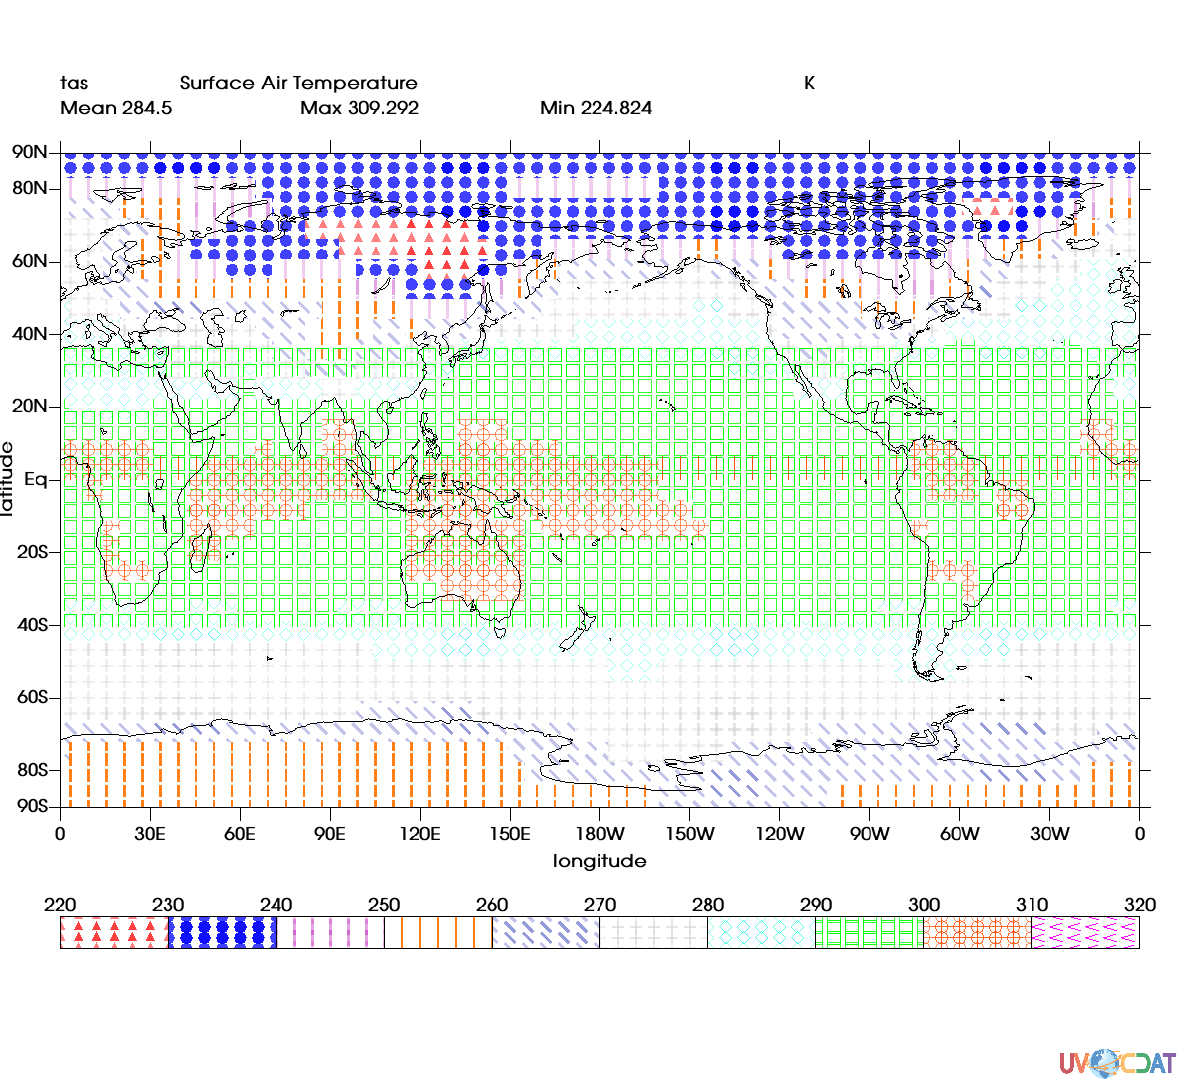 tas Surface Air Temperature K
Mean 284.5 Max 309.292 Min 224.824
90N
80N
60N
40N
20N
Eq
20S
40S
60S
80S
90S
latitude
0 30E 60E 90E 120E 150E 180W 150W 120W 90W 60W 30W 0
longitude
220 230 240 250 260 270 280 290 300 310 320
UV CDAT